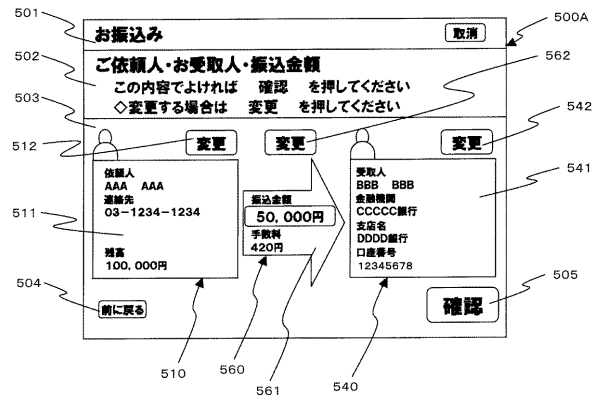 501
500A
お振込み
取消
502
562
ご依頼人・お受取人・振込金額
この内容でよければ 確認 を押してください
◇変更する場合は 変更 を押してください
503
542
512
変更
変更
変更
依頼人
AAA AAA
連絡先
03-1234-1234
残高
100,000円
511
振込金額
50,000円
手数料
420円
受取人
BBB BBB
金融機関
CCCCC銀行
支店名
DDDD銀行
口座番号
12345678
541
504
前に戻る
505
確認
510
560
561
540